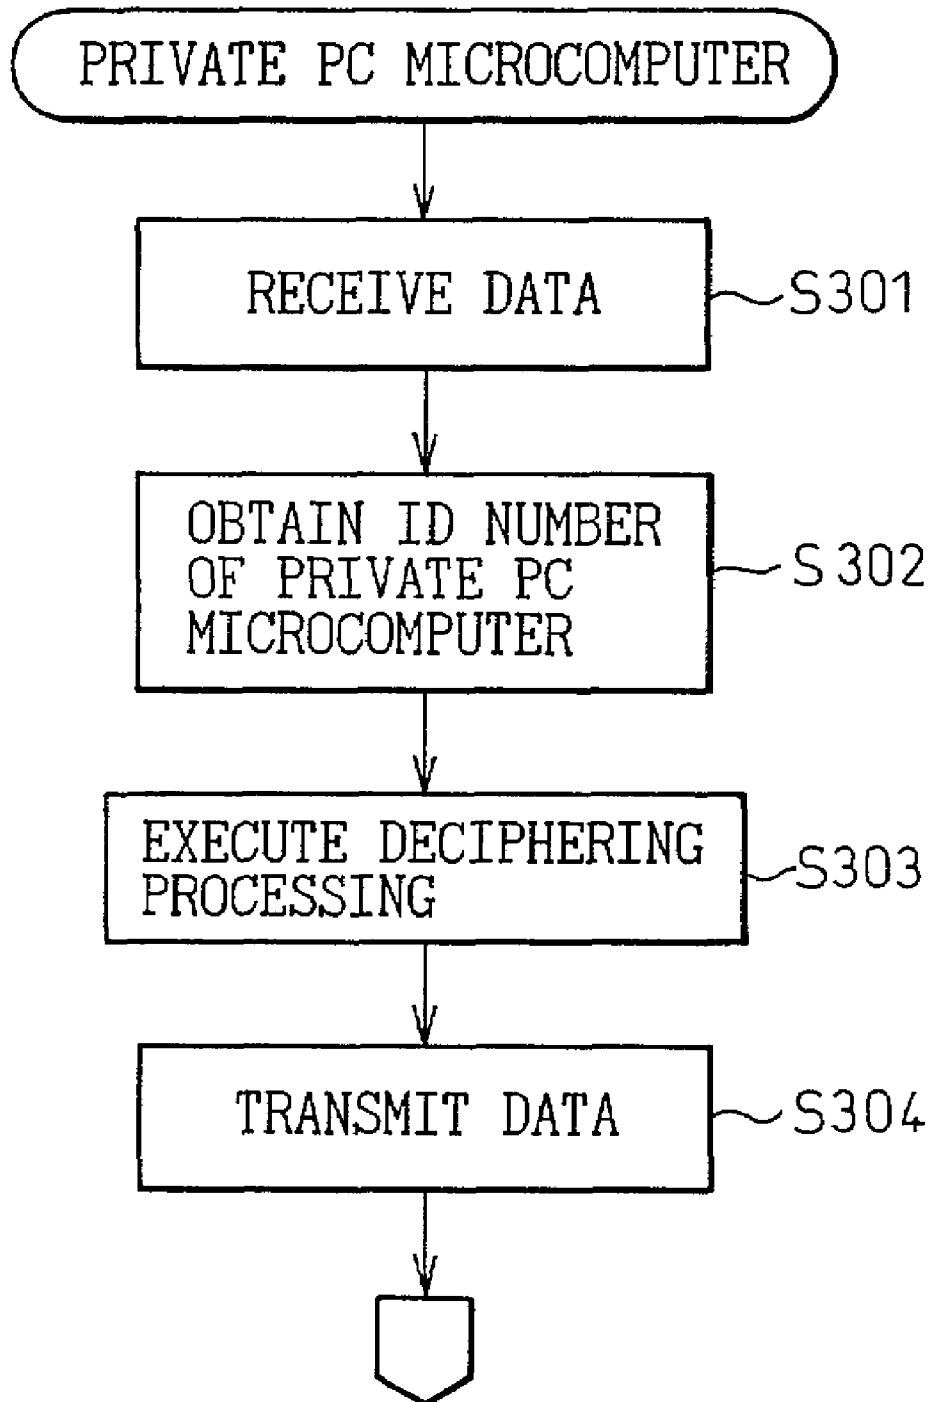 PRIVATE PC MICROCOMPUTER
RECEIVE DATA
S301
OBTAIN ID NUMBER
OF PRIVATE PC
MICROCOMPUTER
S302
EXECUTE DECIPHERING
PROCESSING
S303
TRANSMIT DATA
S304